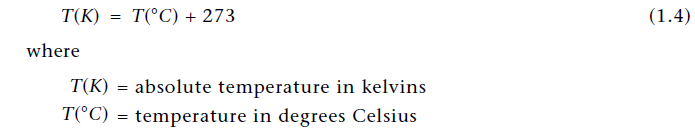 T(K) = T(°C) + 273 (1.4)
where
T(K) = absolute temperature in kelvins
T(°C) = temperature in degrees Celsius